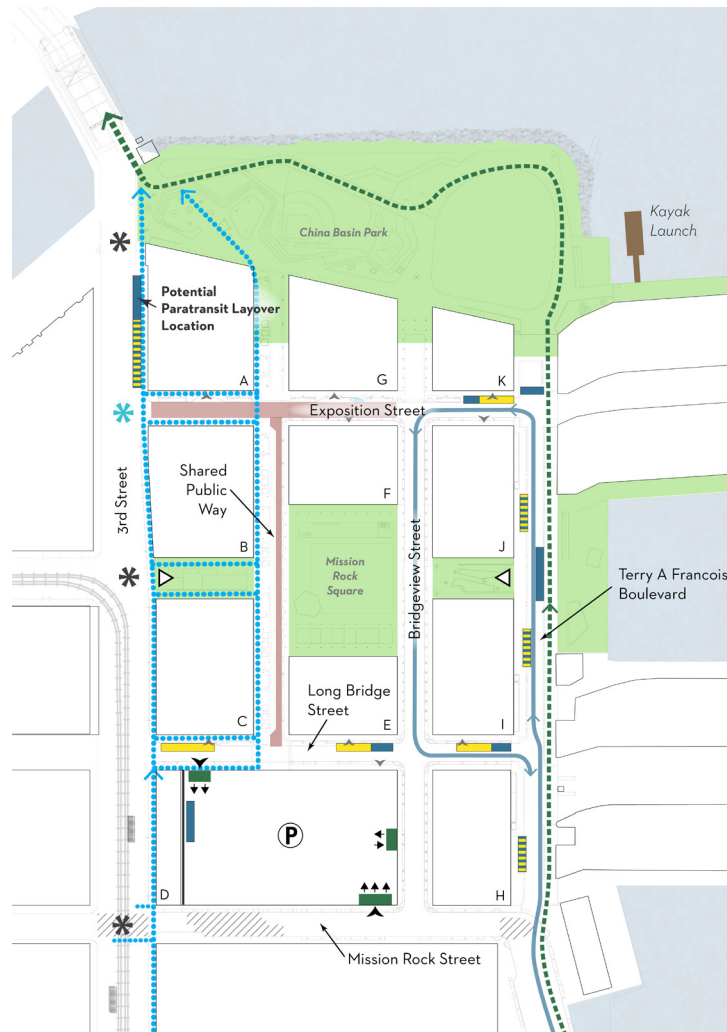 Kayak
Launch
China Basin Park
Potential
Paratransit Layover
Location
A
G
K
Exposition Street
3rd Street
Shared
Public
Way
F
B
J
Mission
Rock
Square
Bridgeview Street
Terry A Francois
Boulevard
Long Bridge
Street
C
E
I
P
D
H
Mission Rock Street